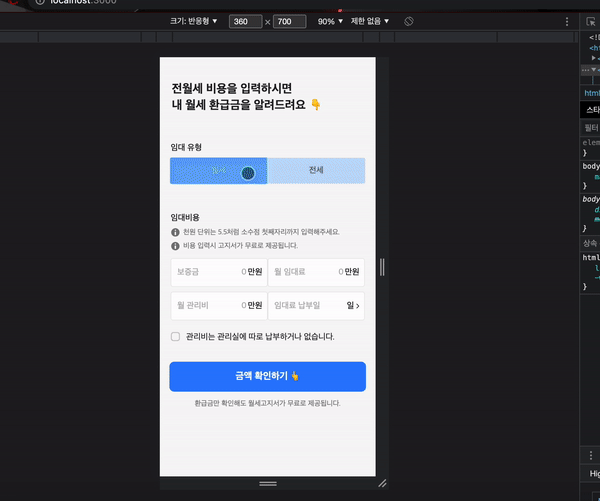 localhost:3000
크기: 반응형 ▼ 360 × 700 90% ▼ 제한 없음 ▼
전월세 비용을 입력하시면
내 월세 환급금을 알려드려요 👇
임대 유형
전세
임대비용
천원 단위는 5.5처럼 소수점 첫째자리까지 입력해주세요.
비용 입력시 고지서가 무료로 제공됩니다.
보증금 0 만원 월 임대료 0 만원
월 관리비 0 만원 임대료 납부일 일 >
관리비는 관리실에 따로 납부하거나 없습니다.
금액 확인하기 👆
환급금만 확인해도 월세고지서가 무료로 제공됩니다.
html
필터
}
body
}
body
}
상속
html
}